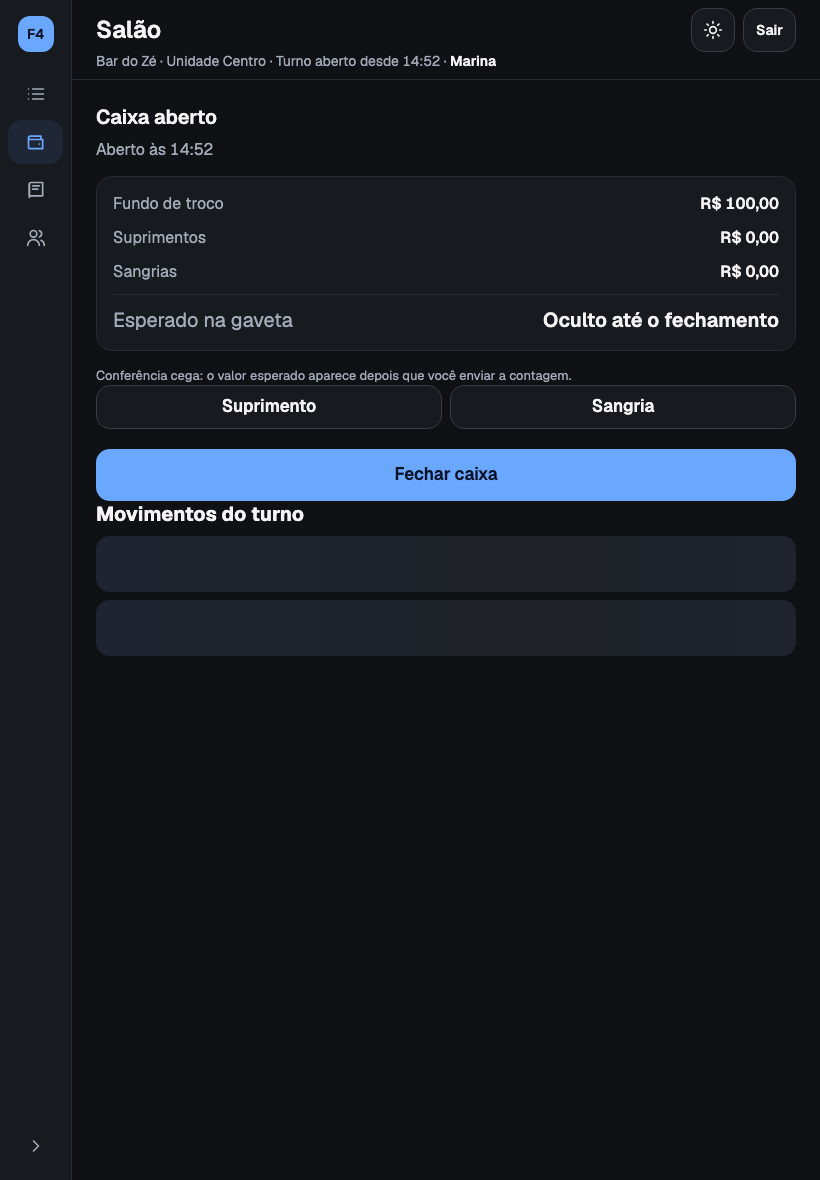 F4
Salão
Sair
Bar do Zé · Unidade Centro · Turno aberto desde 14:52 · Marina
Caixa aberto
Aberto às 14:52
Fundo de troco R$ 100,00
Suprimentos R$ 0,00
Sangrias R$ 0,00
Esperado na gaveta Oculto até o fechamento
Conferência cega: o valor esperado aparece depois que você enviar a contagem.
Suprimento Sangria
Fechar caixa
Movimentos do turno